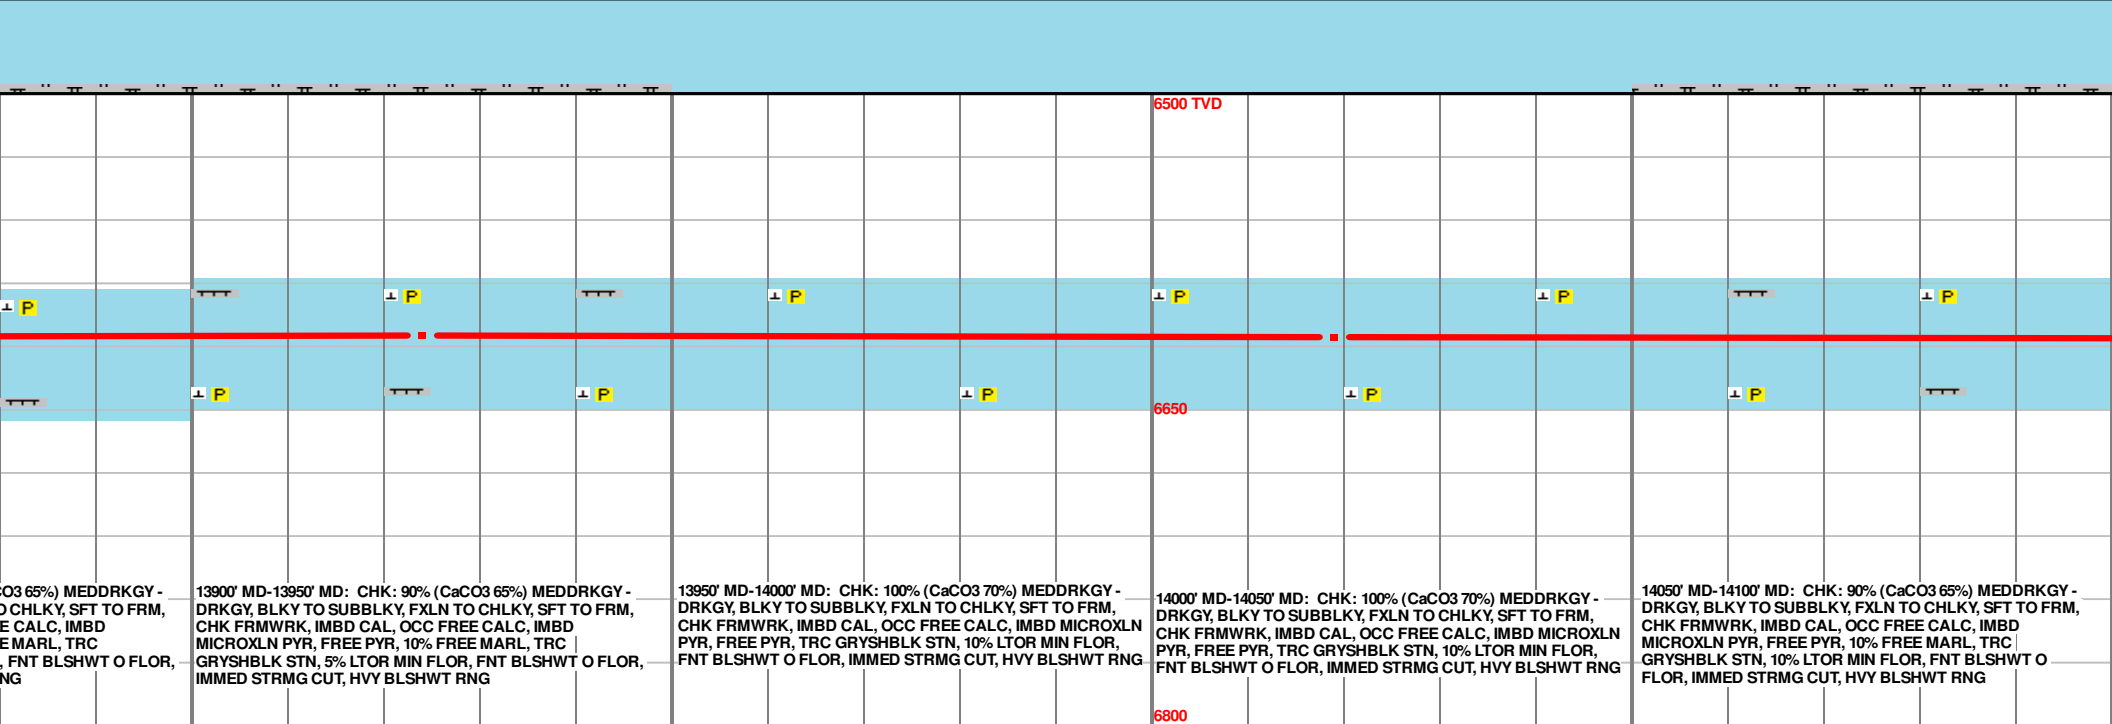 6500 TVD
P
P
P
P
P
P
P
P
P
P
P
P
6650
CO3 65%) MEDDRKGY -
O CHLKY, SFT TO FRM,
E CALC, IMBD
E MARL, TRC
, FNT BLSHWT O FLOR,
NG
13900' MD-13950' MD: CHK: 90% (CaCO3 65%) MEDDRKGY -
DRKGY, BLKY TO SUBBLKY, FXLN TO CHLKY, SFT TO FRM,
CHK FRMWRK, IMBD CAL, OCC FREE CALC, IMBD
MICROXLN PYR, FREE PYR, 10% FREE MARL, TRC
GRYSHBLK STN, 5% LTOR MIN FLOR, FNT BLSHWT O FLOR,
IMMED STRMG CUT, HVY BLSHWT RNG
13950' MD-14000' MD: CHK: 100% (CaCO3 70%) MEDDRKGY -
DRKGY, BLKY TO SUBBLKY, FXLN TO CHLKY, SFT TO FRM,
CHK FRMWRK, IMBD CAL, OCC FREE CALC, IMBD MICROXLN
PYR, FREE PYR, TRC GRYSHBLK STN, 10% LTOR MIN FLOR,
FNT BLSHWT O FLOR, IMMED STRMG CUT, HVY BLSHWT RNG
14000' MD-14050' MD: CHK: 100% (CaCO3 70%) MEDDRKGY -
DRKGY, BLKY TO SUBBLKY, FXLN TO CHLKY, SFT TO FRM,
CHK FRMWRK, IMBD CAL, OCC FREE CALC, IMBD MICROXLN
PYR, FREE PYR, TRC GRYSHBLK STN, 10% LTOR MIN FLOR,
FNT BLSHWT O FLOR, IMMED STRMG CUT, HVY BLSHWT RNG
14050' MD-14100' MD: CHK: 90% (CaCO3 65%) MEDDRKGY -
DRKGY, BLKY TO SUBBLKY, FXLN TO CHLKY, SFT TO FRM,
CHK FRMWRK, IMBD CAL, OCC FREE CALC, IMBD
MICROXLN PYR, FREE PYR, 10% FREE MARL, TRC
GRYSHBLK STN, 10% LTOR MIN FLOR, FNT BLSHWT O
FLOR, IMMED STRMG CUT, HVY BLSHWT RNG
6800